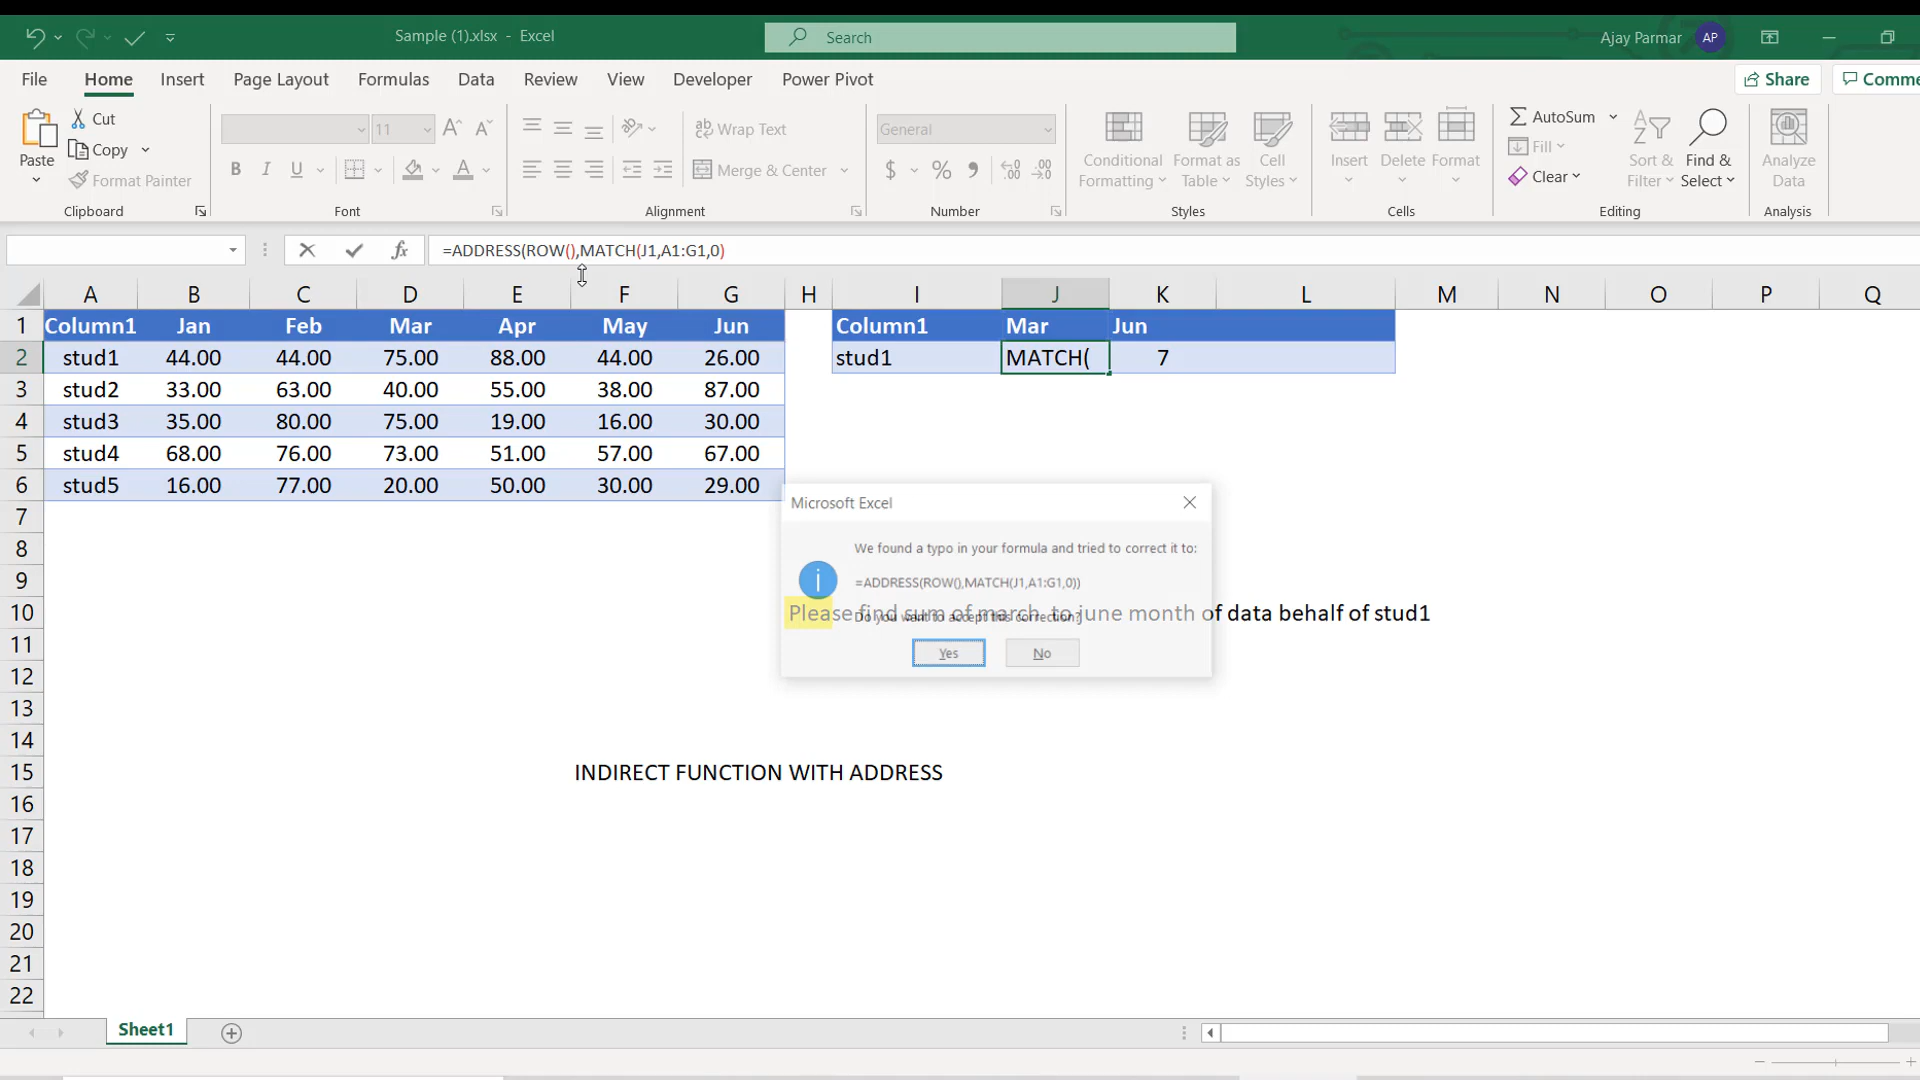 Sample (1).xlsx - Excel
Search
Ajay Parmar AP
File Home Insert Page Layout Formulas Data Review View Developer Power Pivot
Share
Comme
Paste
Cut
Copy
Format Painter
Clipboard
11
B I U
A
Font
ab Wrap Text
Merge & Center
Alignment
General
$ %
Number
Conditional Formatting
Format as Table
Cell Styles
Styles
Insert
Delete
Format
Cells
AutoSum
Fill
Clear
Sort & Filter
Find & Select
Editing
Analyze Data
Analysis
fx =ADDRESS(ROW(),MATCH(J1,A1:G1,0)
A B C D E F G H I J K L M N O P Q
1 Column1 Jan Feb Mar Apr May Jun Column1 Mar Jun
2 stud1 44.00 44.00 75.00 88.00 44.00 26.00 stud1 MATCH( 7
3 stud2 33.00 63.00 40.00 55.00 38.00 87.00
4 stud3 35.00 80.00 75.00 19.00 16.00 30.00
5 stud4 68.00 76.00 73.00 51.00 57.00 67.00
6 stud5 16.00 77.00 20.00 50.00 30.00 29.00
7
8
9
10
11
12
13
14
15
16
17
18
19
20
21
22
Microsoft Excel
We found a typo in your formula and tried to correct it to:
=ADDRESS(ROW(),MATCH(J1,A1:G1,0))
Please find sum of march to june month of data behalf of stud1
Do you want to accept this correction?
Yes No
INDIRECT FUNCTION WITH ADDRESS
Sheet1